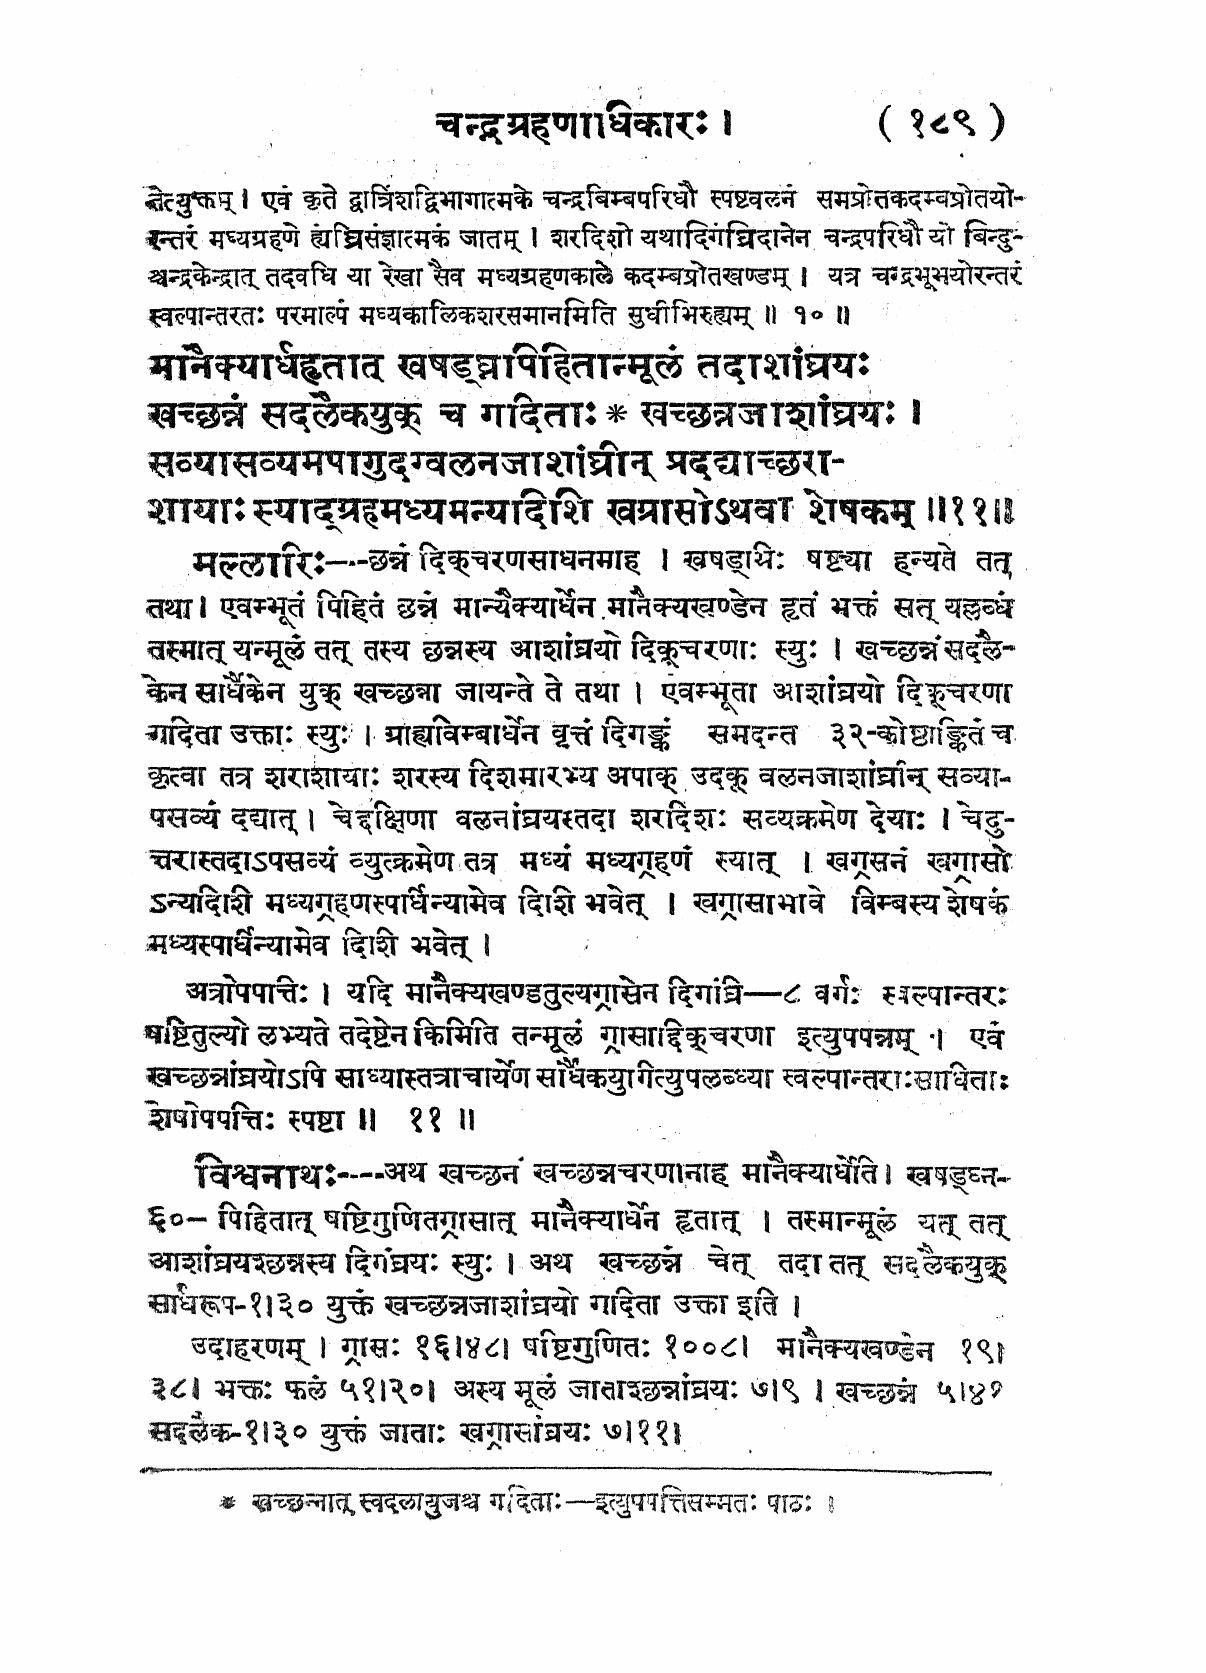 चन्द्रग्रहणाधिकारः । ( १८९ )
तेत्युक्तम् । एवं कृते द्वात्रिंशद्विभागात्मके चन्द्रबिम्बपरिधौ स्पष्टवलनं समप्रोतकदम्बप्रोतयो-
रन्तरं मध्यग्रहणे ह्यंघ्रिसंज्ञात्मकं जातम् । शरदिशो यथादिगंघ्रिदानेन चन्द्रपरिधौ यो बिन्दु-
श्चन्द्रकेन्द्रात् तदवधि या रेखा सैव मध्यग्रहणकाले कदम्बप्रोतखण्डम् । यत्र चन्द्रभूभयोरन्तरं
स्वल्पान्तरतः परमाल्पं मध्यकालिकशरसमानमिति सुधीभिरुह्यम् ॥ १० ॥
मानैक्यार्धहृतात् खषड्घ्नपिहितान्मूलं तदाशांघ्रयः
खच्छन्नं सदलैकयुक् च गदिताः * खच्छन्नजाशांघ्रयः ।
सव्यासव्यमपागुदग्वलनजाशांघ्रीन् प्रदद्याच्छरा-
शायाः स्याद्ग्रहमध्यमन्यदिशि खग्रासोऽथवा शेषकम् ॥११॥
मल्लारिः---छन्नं दिक्चरणसाधनमाह । खषड्भिः षष्ट्या हन्यते तत्
तथा । एवम्भूतं पिहितं छन्नं मान्यैक्यार्धेन मानैक्यखण्डेन हृतं भक्तं सत् यल्लब्धं
तस्मात् यन्मूलं तत् तस्य छन्नस्य आशांघ्रयो दिक्चरणाः स्युः । खच्छन्नं सदलै-
केन सार्धैकेन युक् खच्छन्ना जायन्ते ते तथा । एवम्भूता आशांघ्रयो दिक्चरणा
गदिता उक्ताः स्युः । ग्राह्यविम्बार्धेन वृत्तं दिगङ्कं समदन्त ३२-कोष्ठाङ्कितं च
कृत्वा तत्र शराशायाः शरस्य दिशमारभ्य अपाक् उदक् वलनजाशांघ्रीन् सव्या-
पसव्यं दद्यात् । चेद्दक्षिणा वलनांघ्रयस्तदा शरदिशः सव्यक्रमेण देयाः । चेदु-
त्तरास्तदाऽपसव्यं व्युत्क्रमेण तत्र मध्यं मध्यग्रहणं स्यात् । खग्रसनं खग्रासो
ऽन्यदिशि मध्यग्रहणस्पार्धिन्यामेव दिशि भवेत् । खग्रासाभावे विम्बस्य शेषकं
मध्यस्पार्धिन्यामेव दिशि भवेत् ।
अत्रोपपत्तिः । यदि मानैक्यखण्डतुल्यग्रासेन दिगांघ्रि—८ वर्गः स्वल्पान्तरः
षष्टितुल्यो लभ्यते तदेष्टेन किमिति तन्मूलं ग्रासाद्दिक्चरणा इत्युपपन्नम् । एवं
खच्छन्नांघ्रयोऽपि साध्यास्तत्राचार्येण सार्धैकयुगित्युपलब्ध्या स्वल्पान्तराः साधिताः
शेषोपपत्तिः स्पष्टा ॥ ११ ॥
विश्वनाथः----अथ खच्छनं खच्छन्नचरणानाह मानैक्यार्धेति । खषड्घ्न-
६०– पिहितात् षष्टिगुणितग्रासात् मानैक्यार्धेन हृतात् । तस्मान्मूलं यत् तत्
आशांघ्रयश्छन्नस्य दिगंघ्रयः स्युः । अथ खच्छन्नं चेत् तदा तत् सदलैकयुक्
सार्धरूप-१।३० युक्तं खच्छन्नजाशांघ्रयो गदिता उक्ता इति ।
उदाहरणम् । ग्रासः १६।४८। षष्टिगुणितः १००८। मानैक्यखण्डेन १९।
३८। भक्तः फलं ५१।२०। अस्य मूलं जाताश्छन्नांघ्रयः ७।९ । खच्छन्नं ५।४१
सदलैक-१।३० युक्तं जाताः खग्रासांघ्रयः ७।११।
* खच्छन्नात् स्वदलायुजश्च गदिताः—इत्युपपत्तिसम्मतः पाठः ।